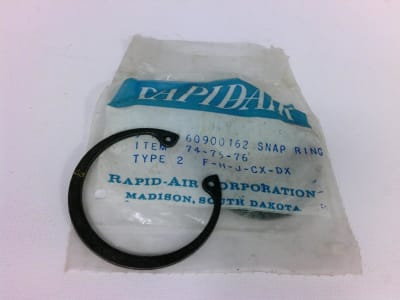 RAPIDAIR
60900162 SNAP RING
ITEM 74-75-76
TYPE 2 F-H-J-CX-DX
RAPID-AIR CORPORATION
MADISON, SOUTH DAKOTA